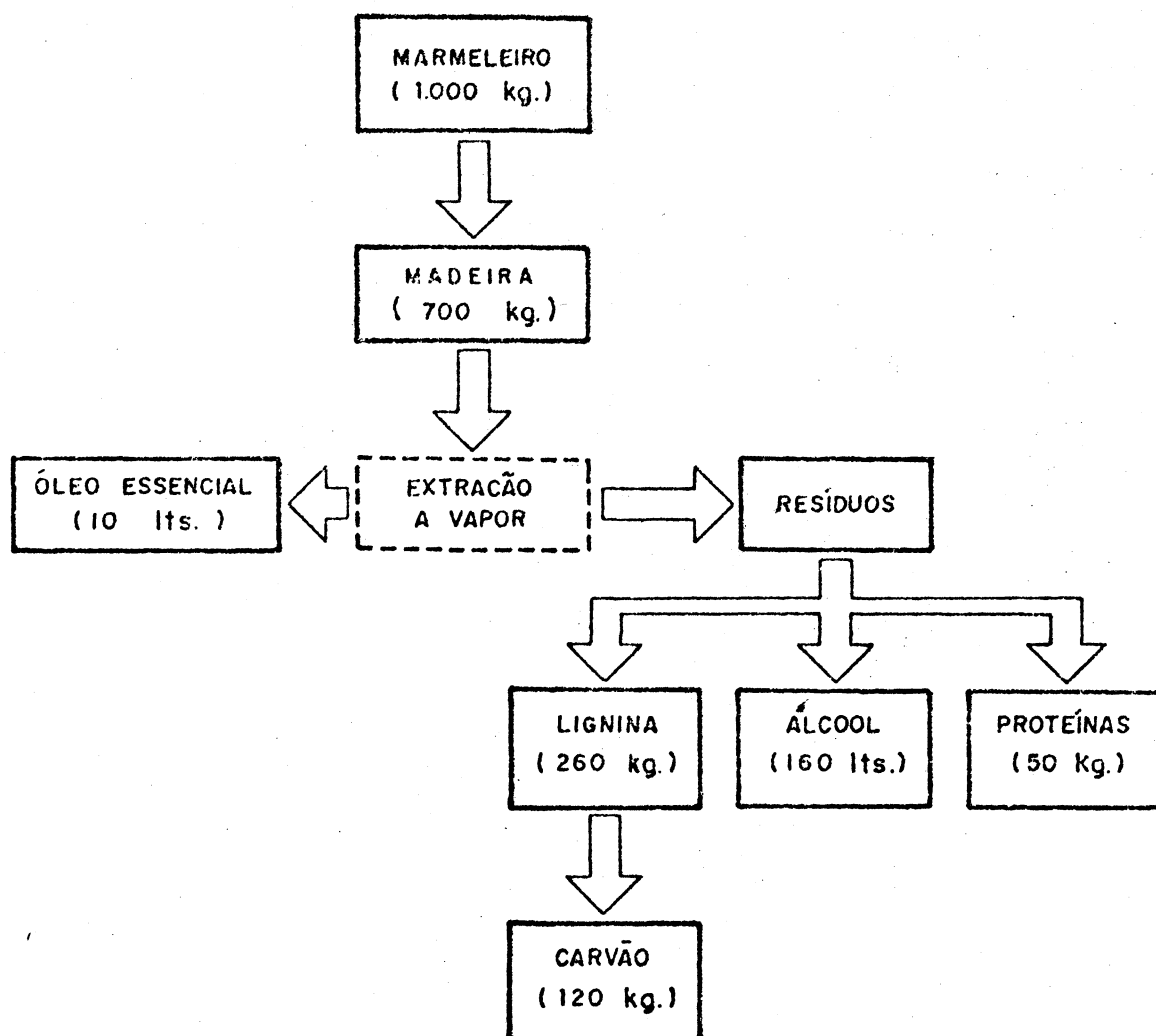 MARMELEIRO
( 1.000 kg.)
MADEIRA
( 700 kg.)
ÓLEO ESSENCIAL
( 10 lts. )
EXTRACÃO
A VAPOR
RESÍDUOS
LIGNINA
( 260 kg.)
ÁLCOOL
(160 lts.)
PROTEÍNAS
(50 Kg.)
CARVÃO
( 120 kg.)